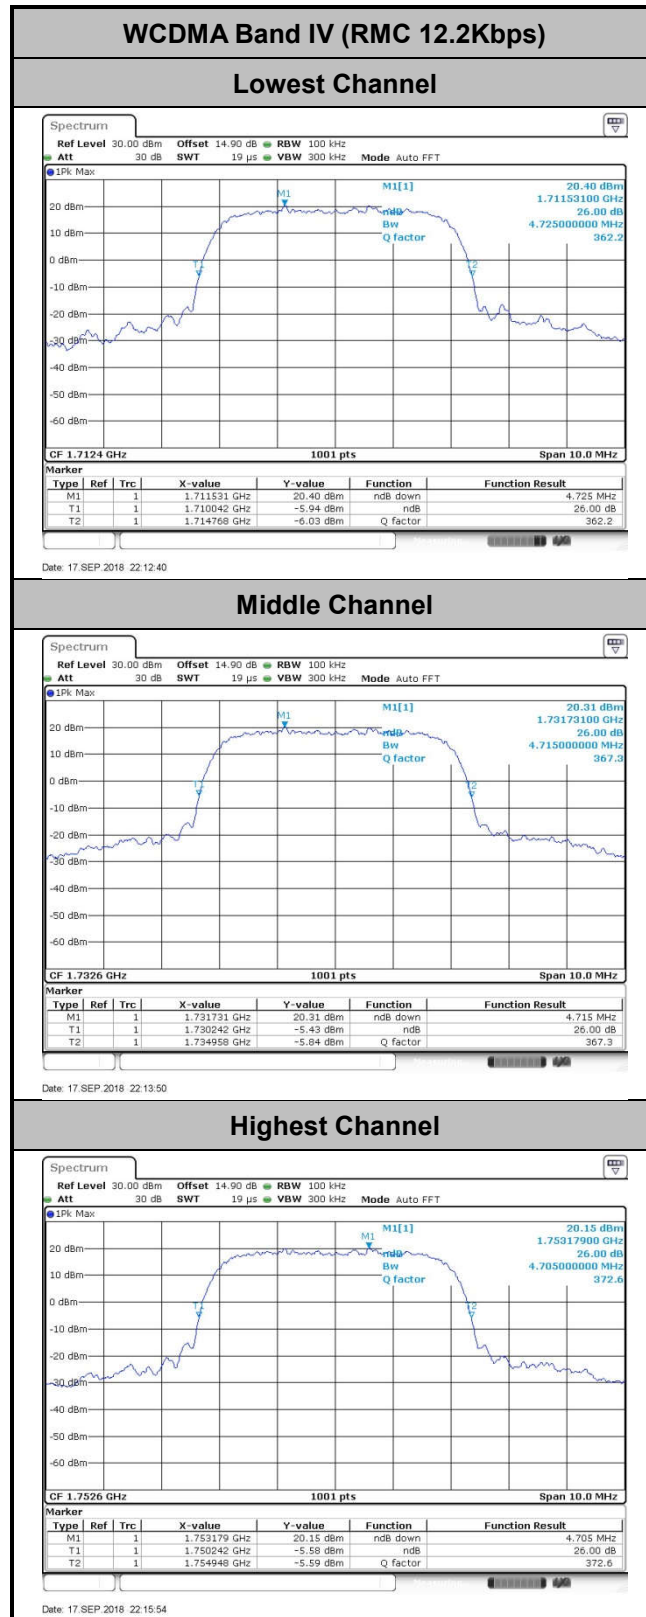 WCDMA Band IV (RMC 12.2Kbps)
Lowest Channel
Spectrum
Ref Level 30.00 dBm Offset 14.90 dB RBW 100 kHz
Att 30 dB SWT 19 µs VBW 300 kHz Mode Auto FFT
1Pk Max
M1[1] 20.40 dBm
1.71153100 GHz
ndB 26.00 dB
Bw 4.725000000 MHz
Q factor 362.2
M1
20 dBm
10 dBm
0 dBm
T1 T2
-10 dBm
-20 dBm
-30 dBm
-40 dBm
-50 dBm
-60 dBm
CF 1.7124 GHz 1001 pts Span 10.0 MHz
Marker
Type Ref Trc X-value Y-value Function Function Result
M1 1 1.711531 GHz 20.40 dBm ndB down 4.725 MHz
T1 1 1.710042 GHz -5.94 dBm ndB 26.00 dB
T2 1 1.714768 GHz -6.03 dBm Q factor 362.2
Date: 17.SEP.2018 22:12:40
Middle Channel
Spectrum
Ref Level 30.00 dBm Offset 14.90 dB RBW 100 kHz
Att 30 dB SWT 19 µs VBW 300 kHz Mode Auto FFT
1Pk Max
M1[1] 20.31 dBm
1.73173100 GHz
ndB 26.00 dB
Bw 4.715000000 MHz
Q factor 367.3
M1
20 dBm
10 dBm
0 dBm
T1 T2
-10 dBm
-20 dBm
-30 dBm
-40 dBm
-50 dBm
-60 dBm
CF 1.7326 GHz 1001 pts Span 10.0 MHz
Marker
Type Ref Trc X-value Y-value Function Function Result
M1 1 1.731731 GHz 20.31 dBm ndB down 4.715 MHz
T1 1 1.730242 GHz -5.43 dBm ndB 26.00 dB
T2 1 1.734958 GHz -5.84 dBm Q factor 367.3
Date: 17.SEP.2018 22:13:50
Highest Channel
Spectrum
Ref Level 30.00 dBm Offset 14.90 dB RBW 100 kHz
Att 30 dB SWT 19 µs VBW 300 kHz Mode Auto FFT
1Pk Max
M1[1] 20.15 dBm
1.75317900 GHz
ndB 26.00 dB
Bw 4.705000000 MHz
Q factor 372.6
M1
20 dBm
10 dBm
0 dBm
T1 T2
-10 dBm
-20 dBm
-30 dBm
-40 dBm
-50 dBm
-60 dBm
CF 1.7526 GHz 1001 pts Span 10.0 MHz
Marker
Type Ref Trc X-value Y-value Function Function Result
M1 1 1.753179 GHz 20.15 dBm ndB down 4.705 MHz
T1 1 1.750242 GHz -5.58 dBm ndB 26.00 dB
T2 1 1.754948 GHz -5.59 dBm Q factor 372.6
Date: 17.SEP.2018 22:15:54